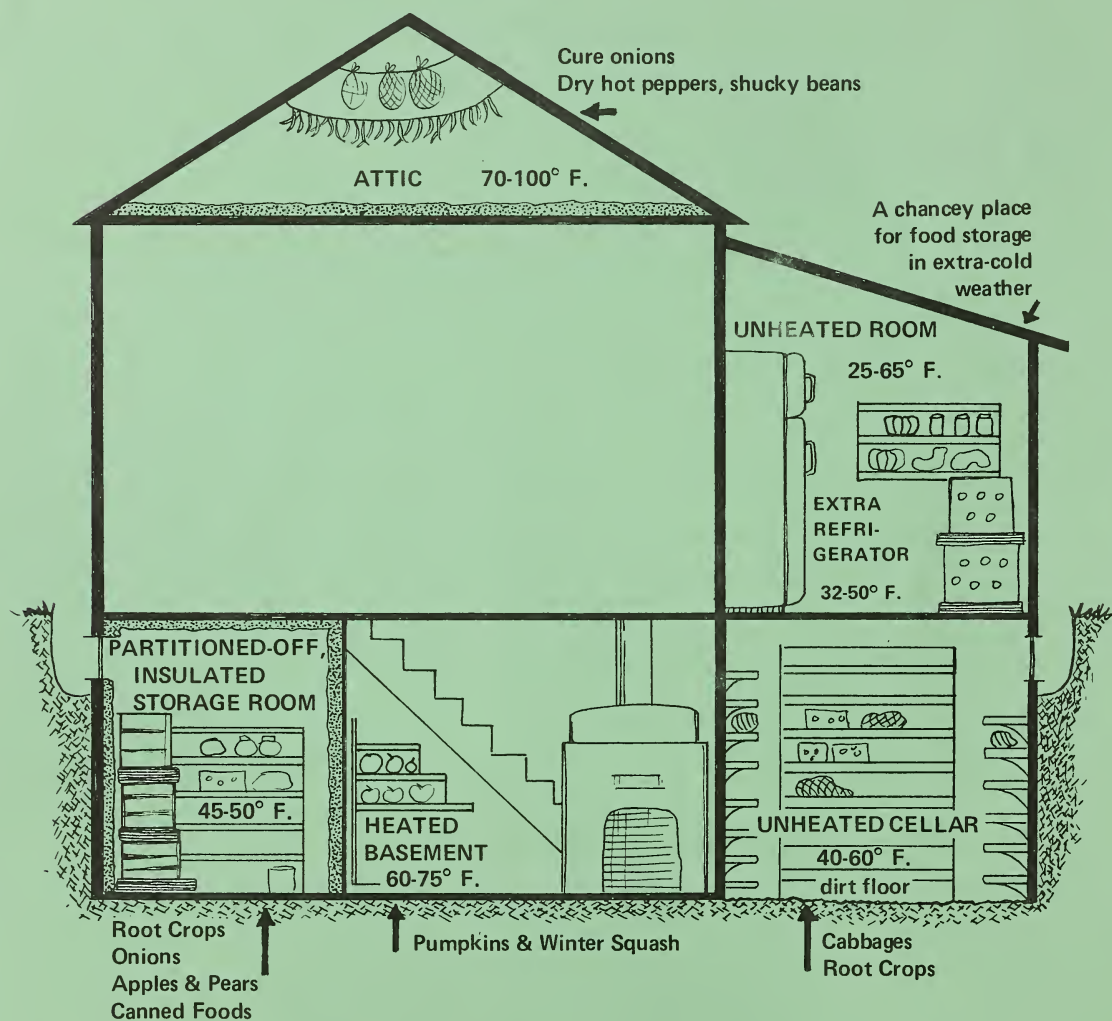 Cure onions
Dry hot peppers, shucky beans
ATTIC 70-100° F.
A chancey place
for food storage
in extra-cold
weather
UNHEATED ROOM
25-65° F.
EXTRA
REFRI-
GERATOR
32-50° F.
PARTITIONED-OFF,
INSULATED
STORAGE ROOM
45-50° F.
HEATED
BASEMENT
60-75° F.
UNHEATED CELLAR
40-60° F.
dirt floor
Root Crops
Onions
Apples & Pears
Canned Foods
Pumpkins & Winter Squash
Cabbages
Root Crops